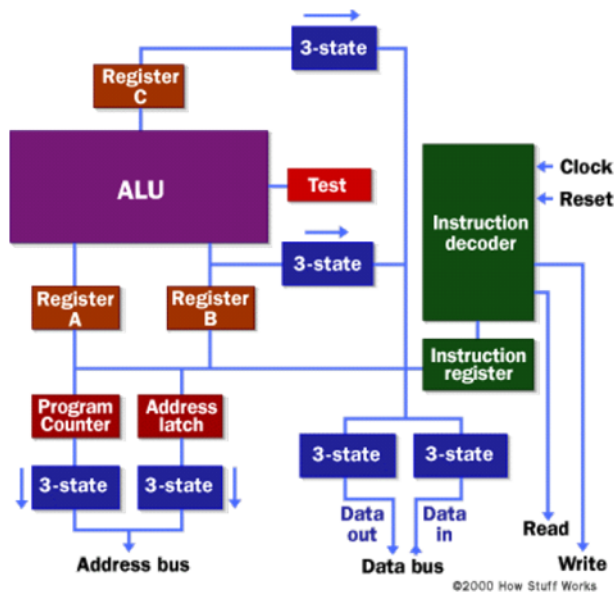 3-state
Register
C
ALU
Test
Clock
Reset
Instruction
decoder
3-state
Register
A
Register
B
Instruction
register
Program
Counter
Address
latch
3-state
3-state
3-state
3-state
Data
out
Data
in
Read
Address bus
Data bus
Write
©2000 How Stuff Works